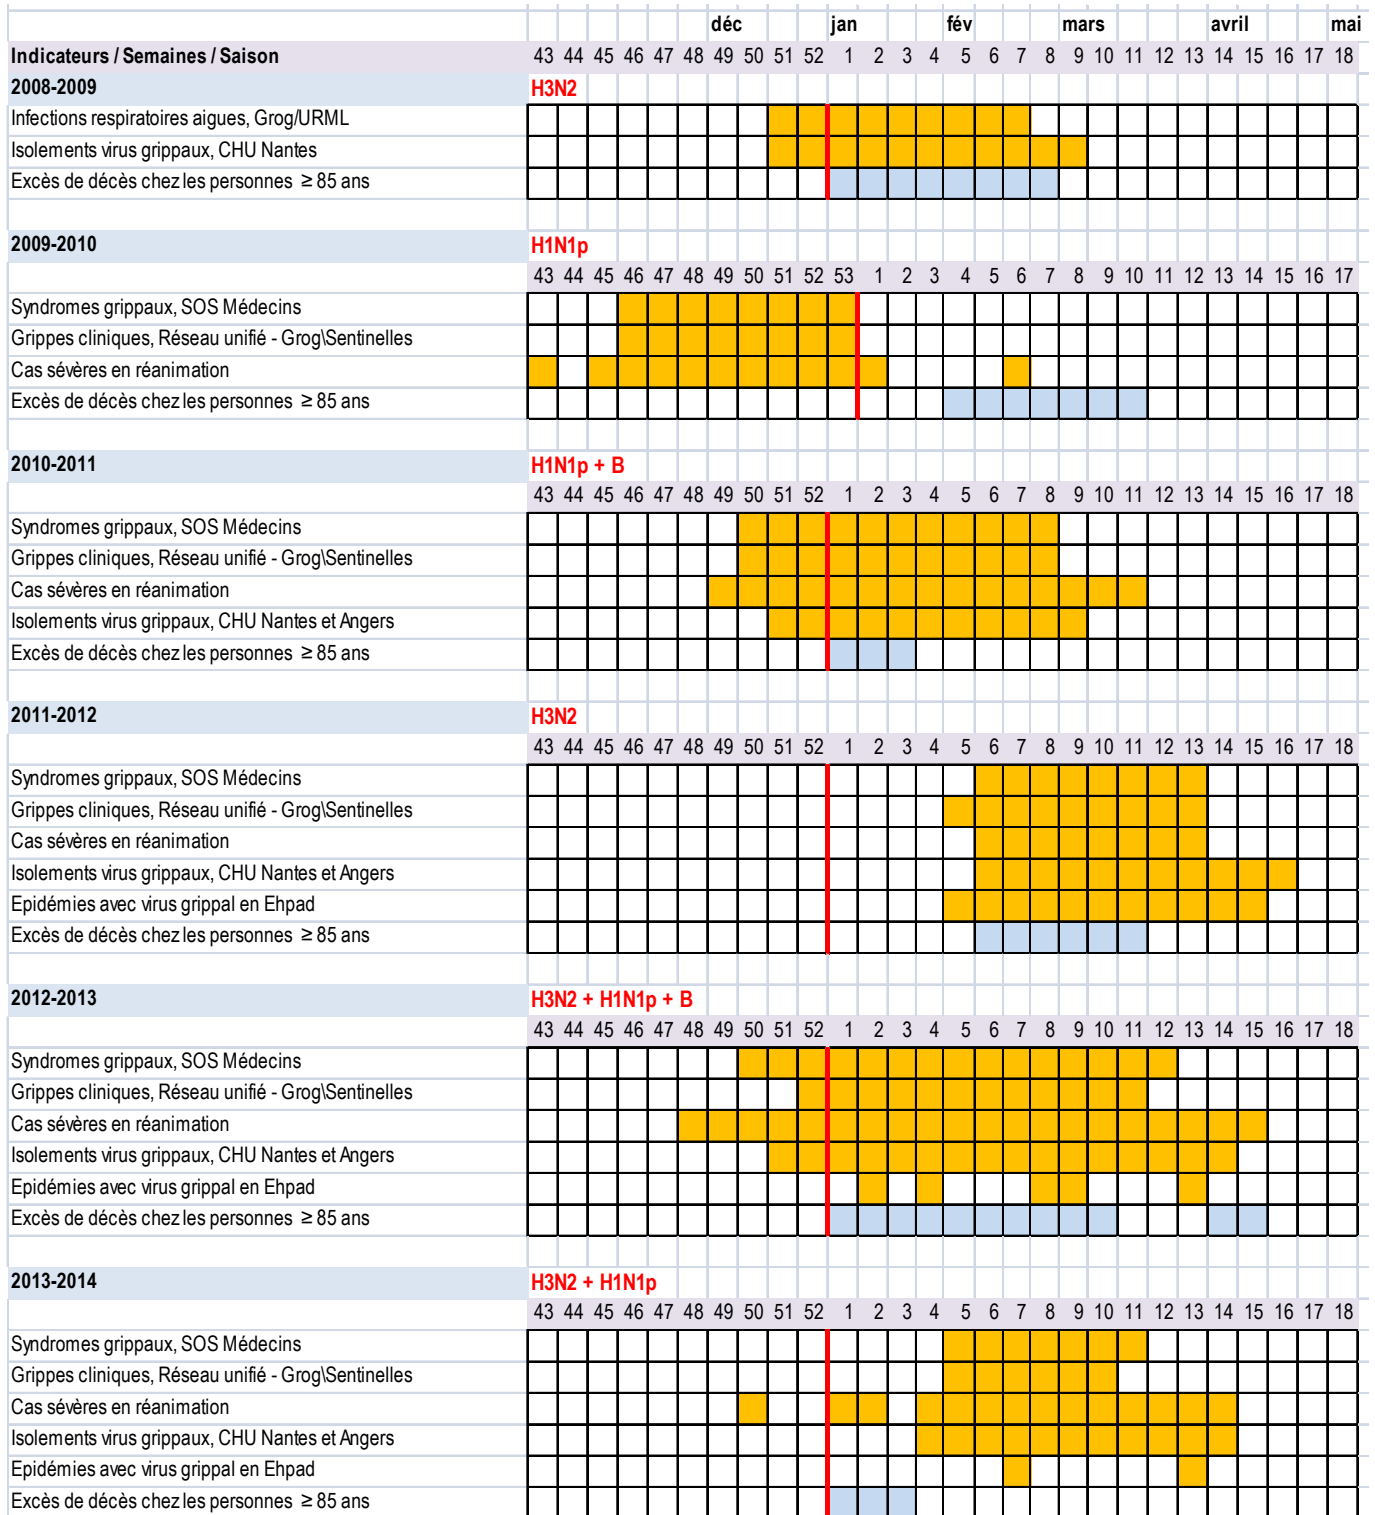 déc jan fév mars avril mai
Indicateurs / Semaines / Saison 43 44 45 46 47 48 49 50 51 52 1 2 3 4 5 6 7 8 9 10 11 12 13 14 15 16 17 18
2008-2009 H3N2
Infections respiratoires aigues, Grog/URML
Isolements virus grippaux, CHU Nantes
Excès de décès chez les personnes ≥ 85 ans
2009-2010 H1N1p
43 44 45 46 47 48 49 50 51 52 53 1 2 3 4 5 6 7 8 9 10 11 12 13 14 15 16 17
Syndromes grippaux, SOS Médecins
Grippes cliniques, Réseau unifié - Grog\Sentinelles
Cas sévères en réanimation
Excès de décès chez les personnes ≥ 85 ans
2010-2011 H1N1p + B
43 44 45 46 47 48 49 50 51 52 1 2 3 4 5 6 7 8 9 10 11 12 13 14 15 16 17 18
Syndromes grippaux, SOS Médecins
Grippes cliniques, Réseau unifié - Grog\Sentinelles
Cas sévères en réanimation
Isolements virus grippaux, CHU Nantes et Angers
Excès de décès chez les personnes ≥ 85 ans
2011-2012 H3N2
43 44 45 46 47 48 49 50 51 52 1 2 3 4 5 6 7 8 9 10 11 12 13 14 15 16 17 18
Syndromes grippaux, SOS Médecins
Grippes cliniques, Réseau unifié - Grog\Sentinelles
Cas sévères en réanimation
Isolements virus grippaux, CHU Nantes et Angers
Epidémies avec virus grippal en Ehpad
Excès de décès chez les personnes ≥ 85 ans
2012-2013 H3N2 + H1N1p + B
43 44 45 46 47 48 49 50 51 52 1 2 3 4 5 6 7 8 9 10 11 12 13 14 15 16 17 18
Syndromes grippaux, SOS Médecins
Grippes cliniques, Réseau unifié - Grog\Sentinelles
Cas sévères en réanimation
Isolements virus grippaux, CHU Nantes et Angers
Epidémies avec virus grippal en Ehpad
Excès de décès chez les personnes ≥ 85 ans
2013-2014 H3N2 + H1N1p
43 44 45 46 47 48 49 50 51 52 1 2 3 4 5 6 7 8 9 10 11 12 13 14 15 16 17 18
Syndromes grippaux, SOS Médecins
Grippes cliniques, Réseau unifié - Grog\Sentinelles
Cas sévères en réanimation
Isolements virus grippaux, CHU Nantes et Angers
Epidémies avec virus grippal en Ehpad
Excès de décès chez les personnes ≥ 85 ans